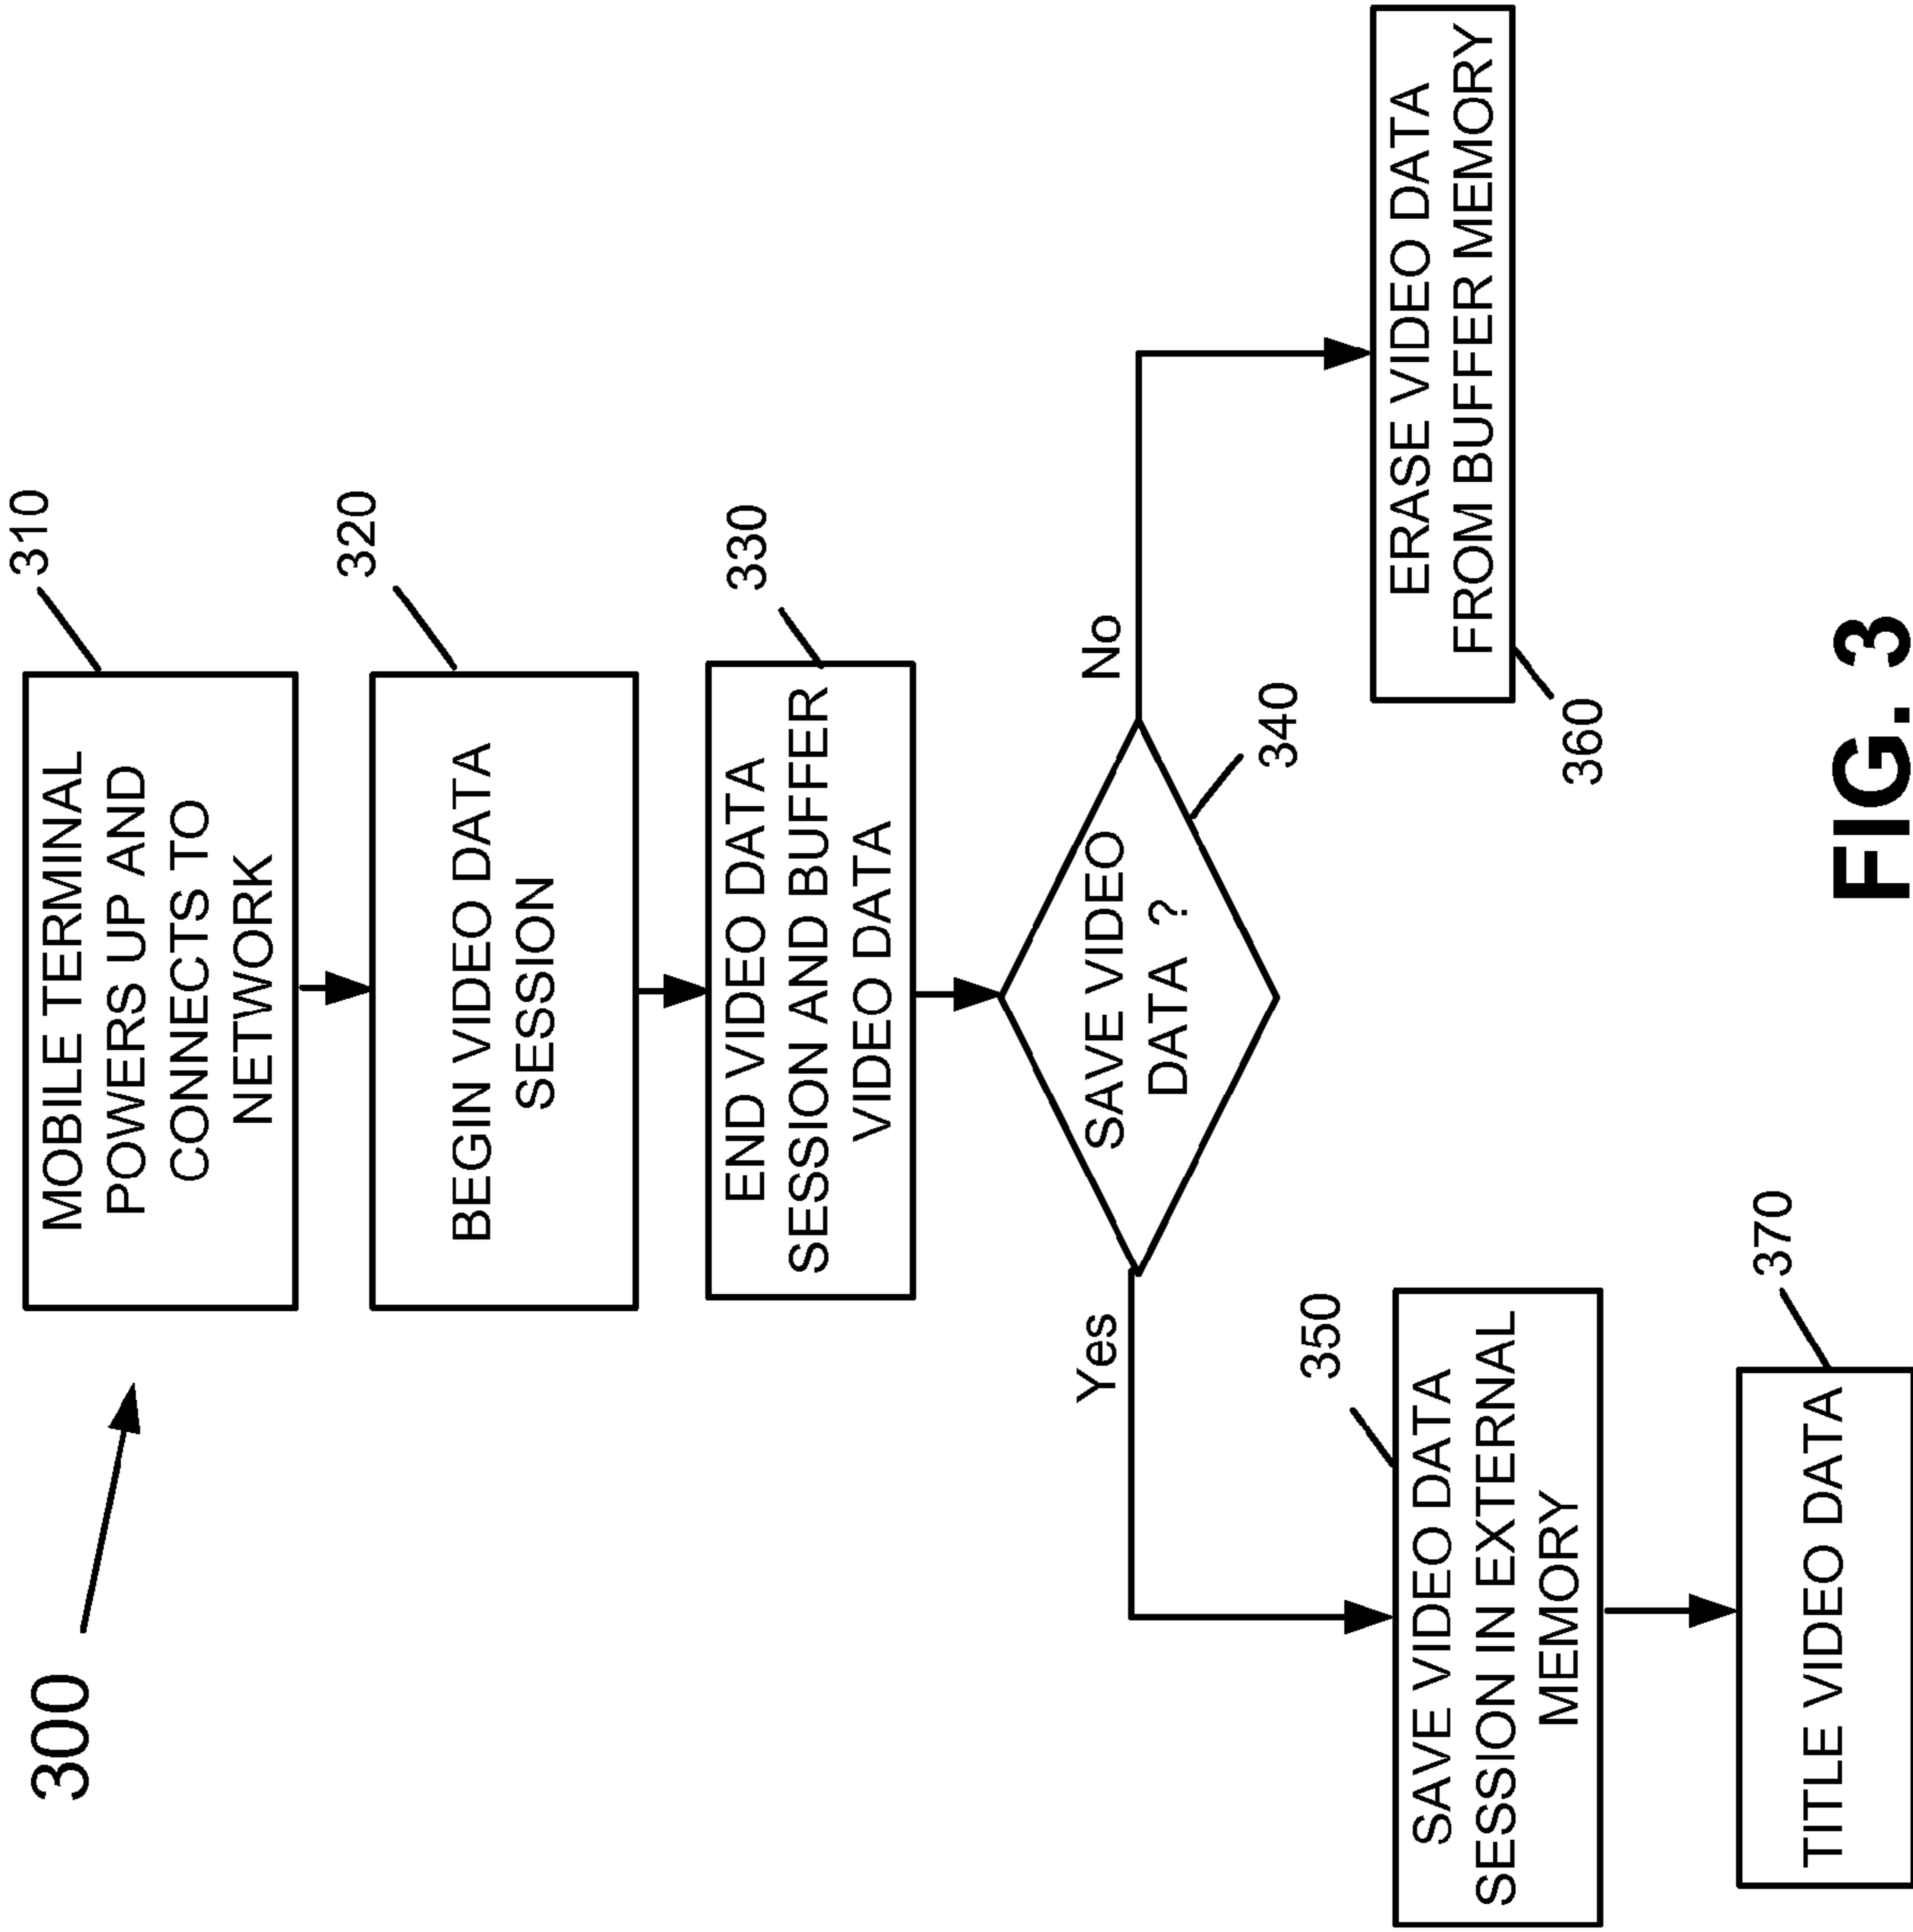 300
310
MOBILE TERMINAL
POWERS UP AND
CONNECTS TO
NETWORK
320
BEGIN VIDEO DATA
SESSION
330
END VIDEO DATA
SESSION AND BUFFER
VIDEO DATA
SAVE VIDEO
DATA ?
340
Yes
No
350
SAVE VIDEO DATA
SESSION IN EXTERNAL
MEMORY
ERASE VIDEO DATA
FROM BUFFER MEMORY
360
370
TITLE VIDEO DATA
FIG. 3